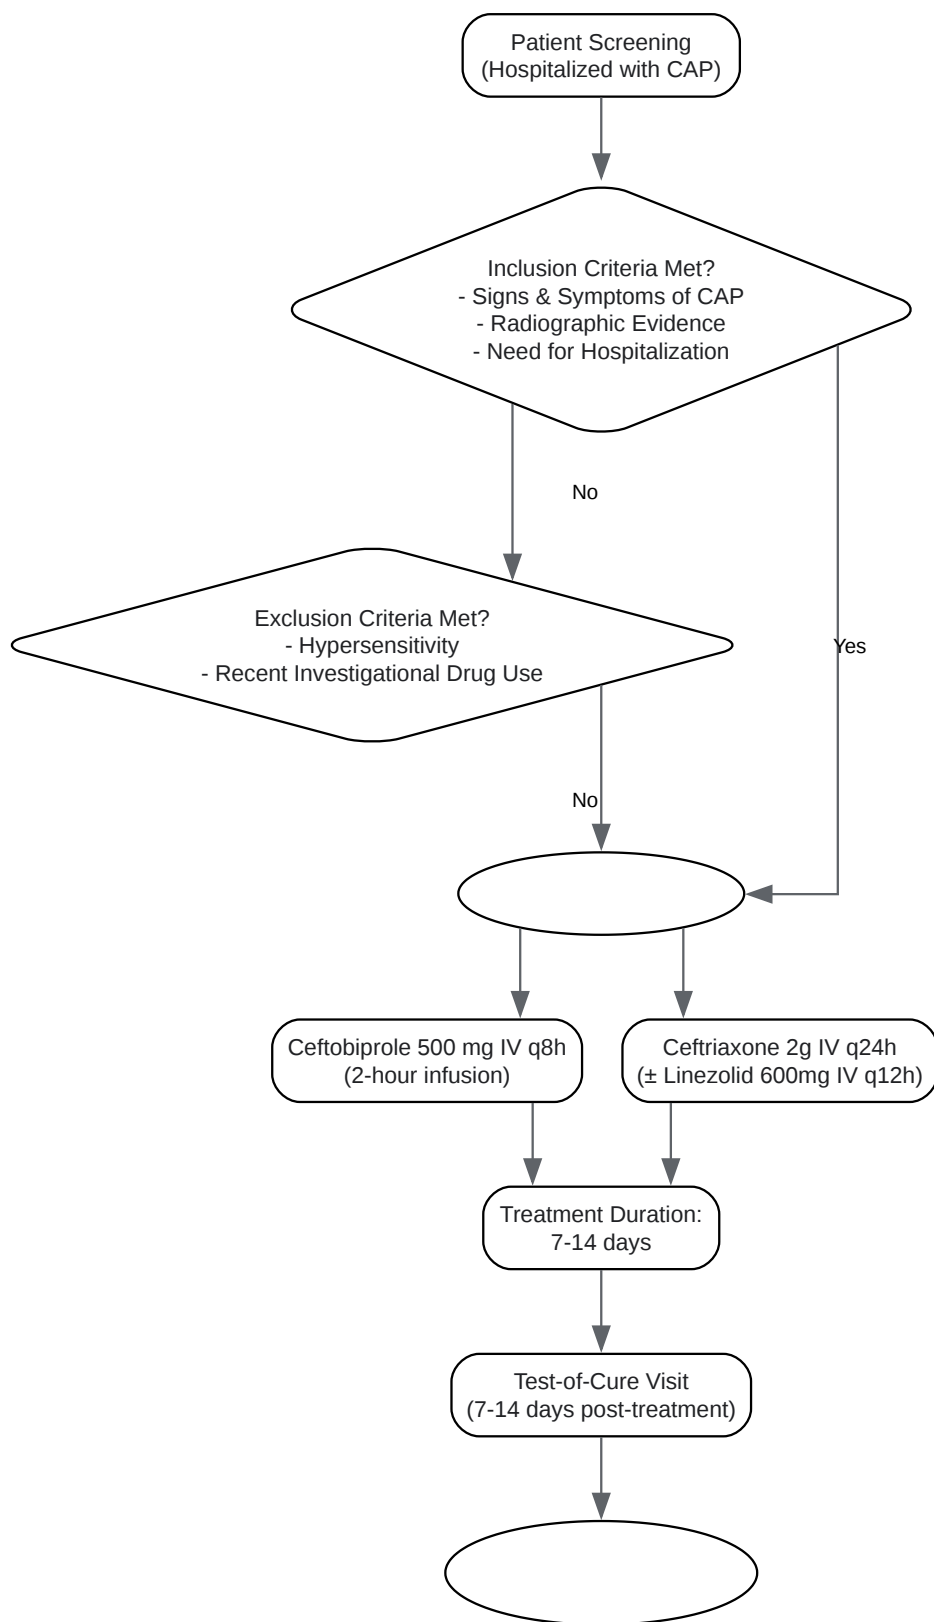 Patient Screening
(Hospitalized with CAP)
Inclusion Criteria Met?
- Signs & Symptoms of CAP
- Radiographic Evidence
- Need for Hospitalization
No
Exclusion Criteria Met?
- Hypersensitivity
- Recent Investigational Drug Use
Yes
No
Ceftobiprole 500 mg IV q8h
(2-hour infusion)
Ceftriaxone 2g IV q24h
(± Linezolid 600mg IV q12h)
Treatment Duration:
7-14 days
Test-of-Cure Visit
(7-14 days post-treatment)